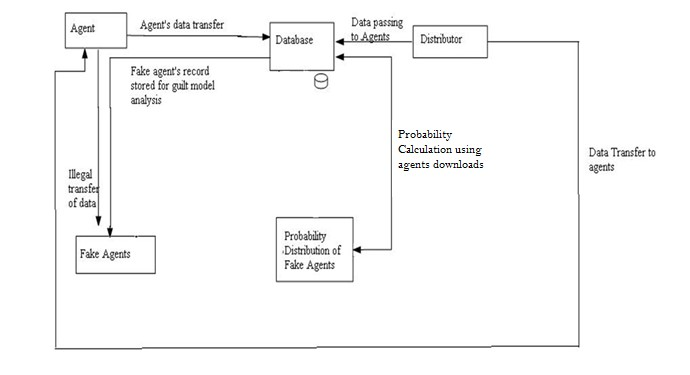 Agent
Agent's data transfer
Database
Data passing
to Agents
Distributor
Fake agent's record
stored for guilt model
analysis
Probability
Calculation using
agents downloads
Data Transfer to
agents
Illegal
transfer
of data
Fake Agents
Probability
Distribution of
Fake Agents